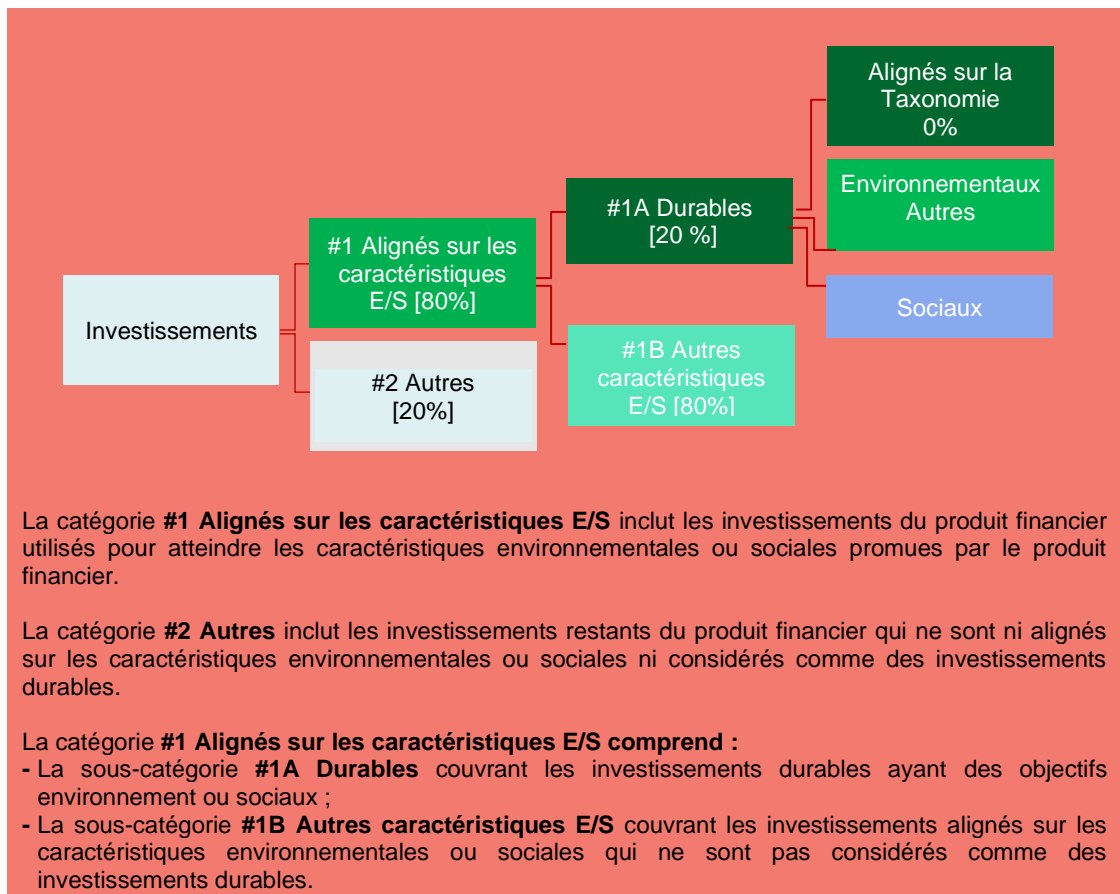 Alignés sur la
Taxonomie
0%
Environnementaux
Autres
#1A Durables
[20 %]
#1 Alignés sur les
caractéristiques
E/S [80%]
Sociaux
Investissements
#1B Autres
caractéristiques
E/S [80%]
#2 Autres
[20%]
La catégorie #1 Alignés sur les caractéristiques E/S inclut les investissements du produit financier
utilisés pour atteindre les caractéristiques environnementales ou sociales promues par le produit
financier.
La catégorie #2 Autres inclut les investissements restants du produit financier qui ne sont ni alignés
sur les caractéristiques environnementales ou sociales ni considérés comme des investissements
durables.
La catégorie #1 Alignés sur les caractéristiques E/S comprend :
- La sous-catégorie #1A Durables couvrant les investissements durables ayant des objectifs
environnement ou sociaux ;
- La sous-catégorie #1B Autres caractéristiques E/S couvrant les investissements alignés sur les
caractéristiques environnementales ou sociales qui ne sont pas considérés comme des
investissements durables.